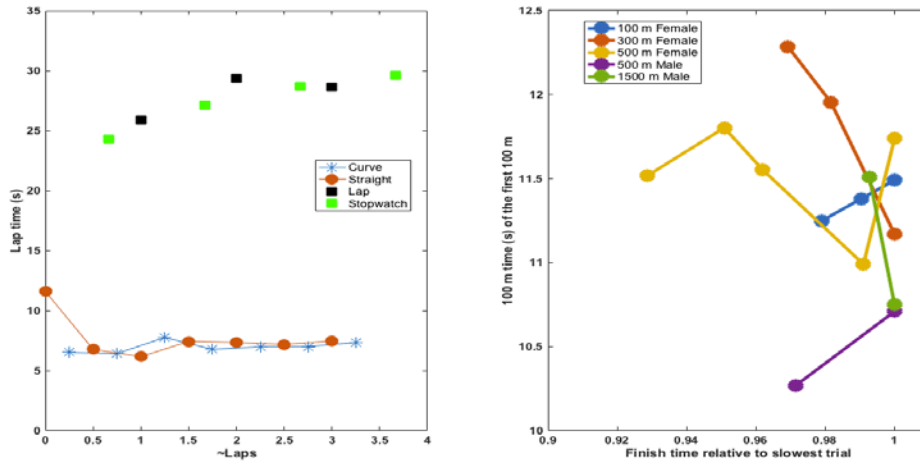 35
30
25
20
15
10
5
0
Lap time (s)
Curve
Straight
Lap
Stopwatch
0 0.5 1 1.5 2 2.5 3 3.5 4
~Laps
12.5
12
11.5
11
10.5
10
100 m time (s) of the first 100 m
100 m Female
300 m Female
500 m Female
500 m Male
1500 m Male
0.9 0.92 0.94 0.96 0.98 1
Finish time relative to slowest trial